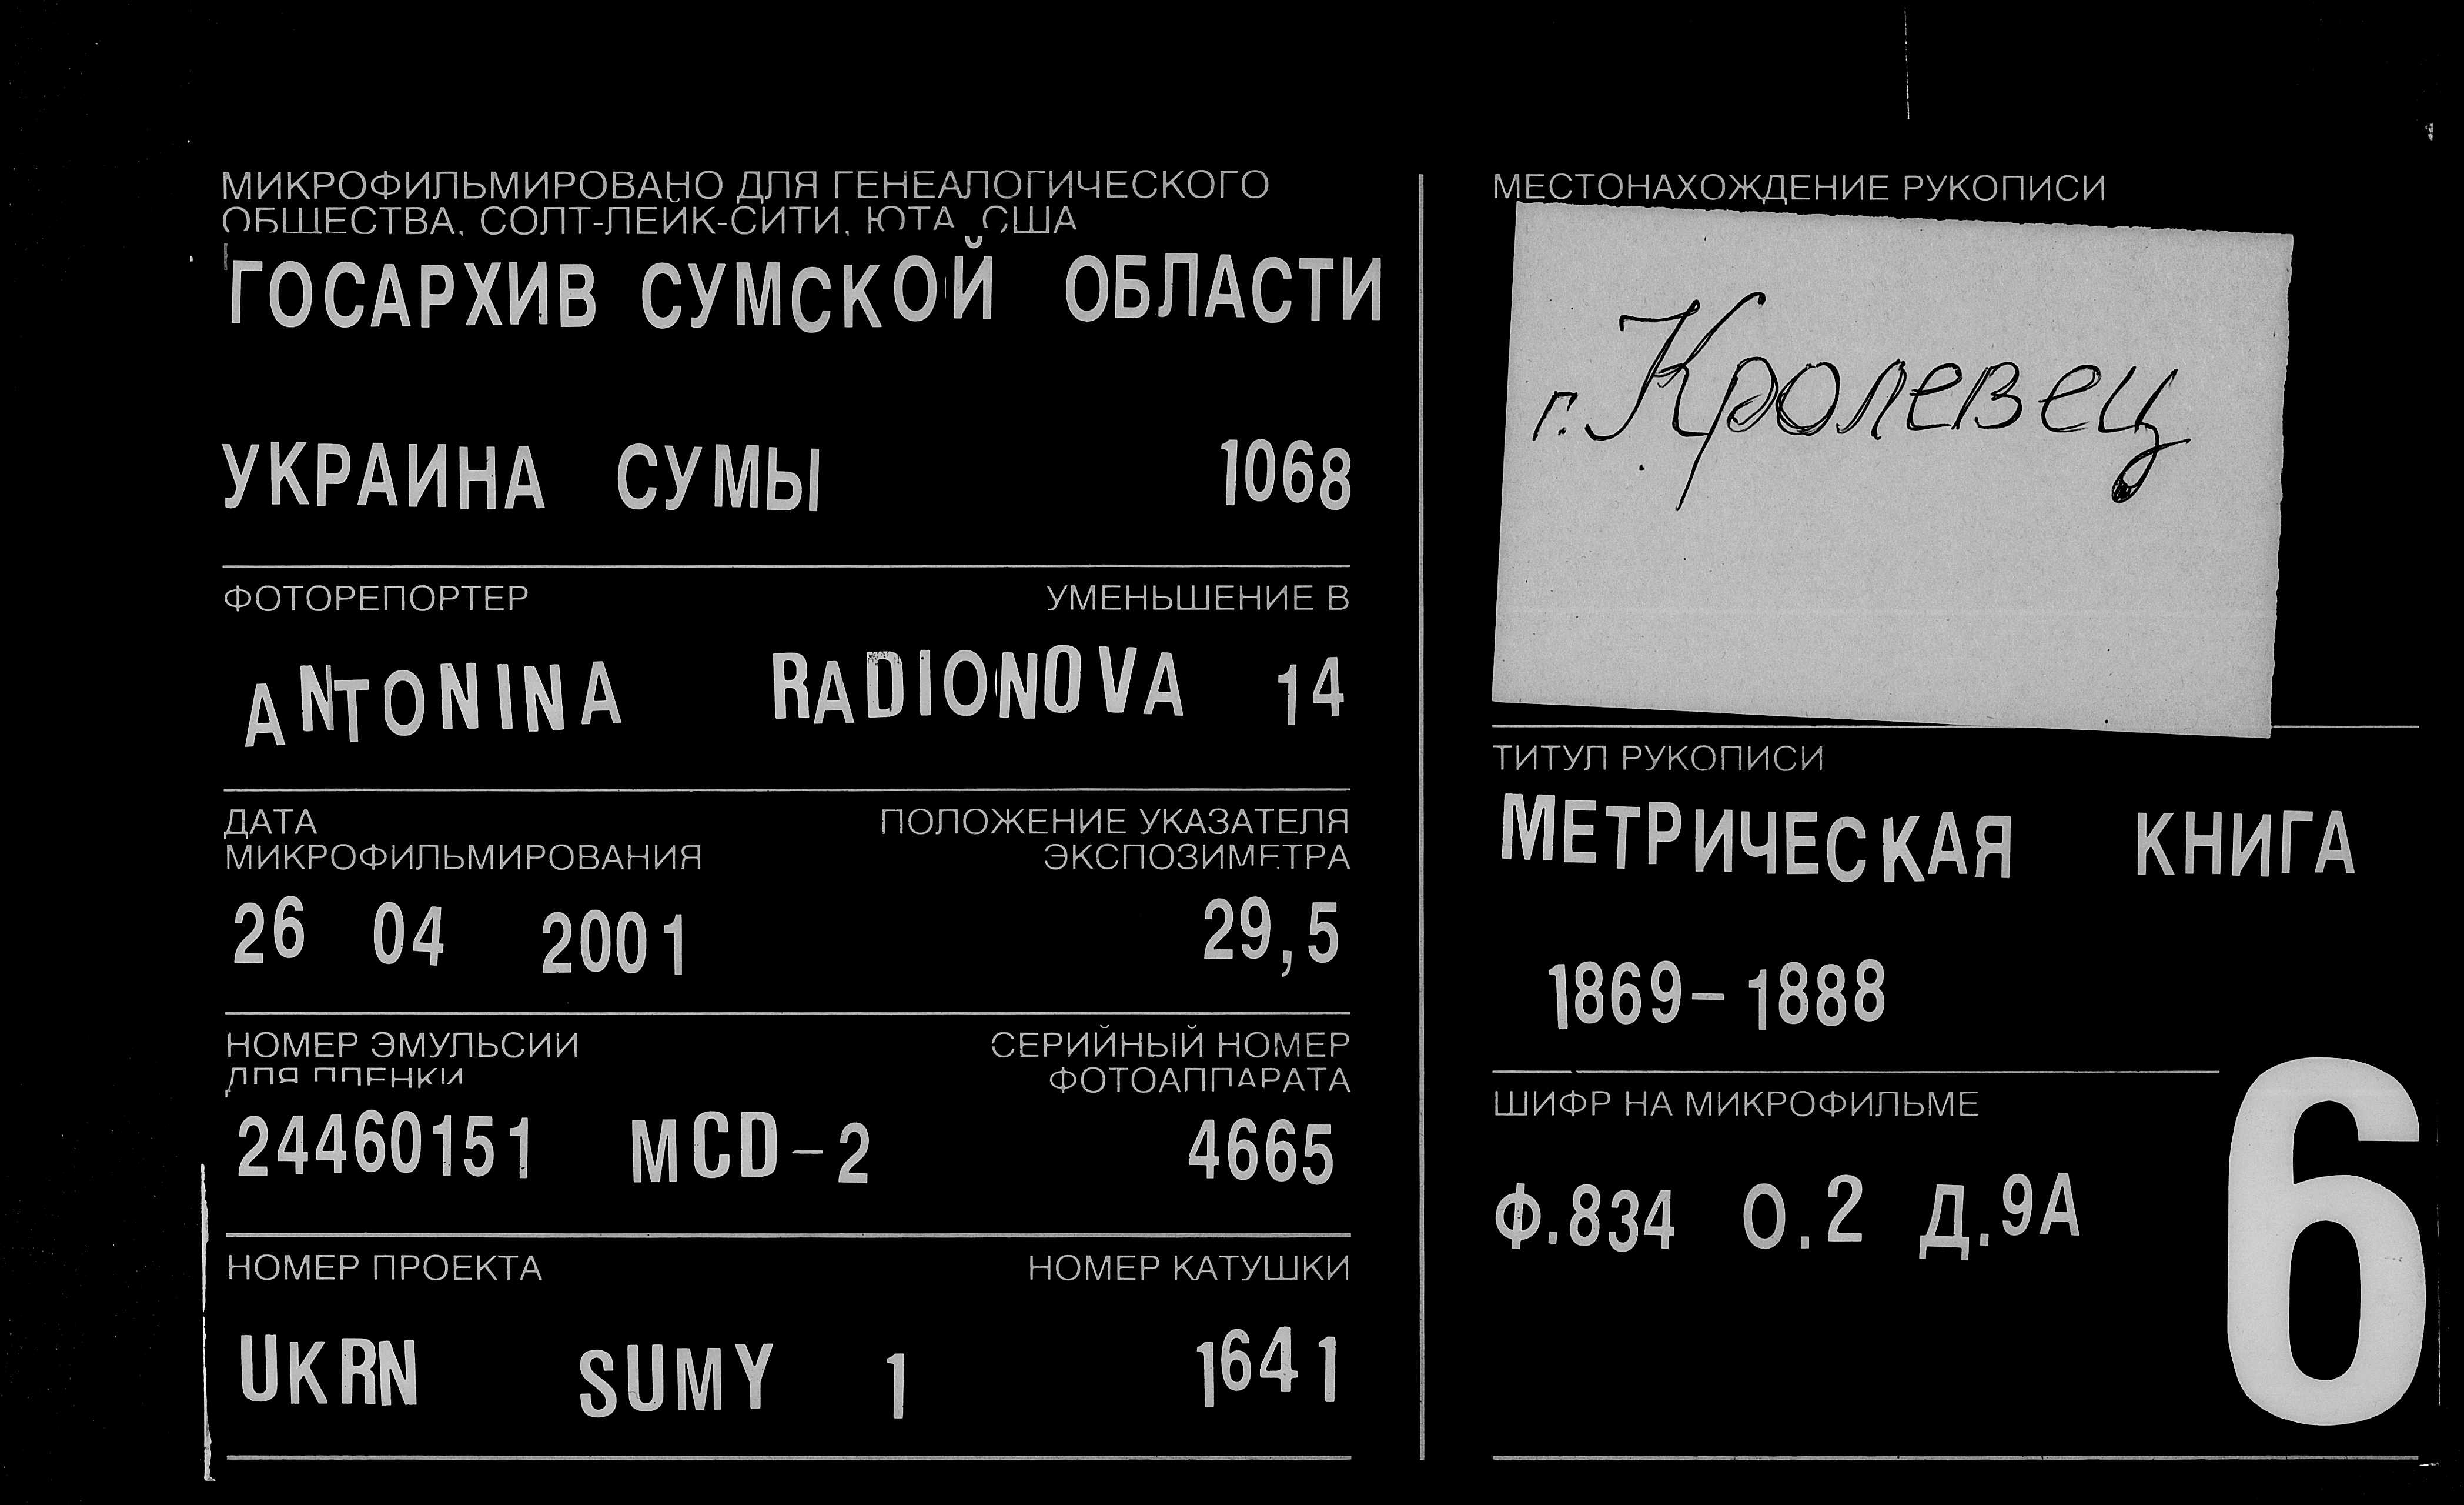 МИКРОФИЛЬМИРОВАНО ДЛЯ ГЕНЕАЛОГИЧЕСКОГО
ОБЩЕСТВА, СОЛТ-ЛЕЙК-СИТИ, ЮТА, США
ГОСАРХИВ СУМСКОЙ ОБЛАСТИ
УКРАИНА СУМЫ 1068
ФОТОРЕПОРТЕР УМЕНЬШЕНИЕ В
ANTONINA RADIONOVA 14
ДАТА ПОЛОЖЕНИЕ УКАЗАТЕЛЯ
МИКРОФИЛЬМИРОВАНИЯ ЭКСПОЗИМЕТРА
26 04 2001 29,5
НОМЕР ЭМУЛЬСИИ СЕРИЙНЫЙ НОМЕР
ДЛЯ ПЛЕНКИ ФОТОАППАРАТА
24460151 MCD-2 4665
НОМЕР ПРОЕКТА НОМЕР КАТУШКИ
UKRN SUMY 1 1641
МЕСТОНАХОЖДЕНИЕ РУКОПИСИ
г. Кролевец
ТИТУЛ РУКОПИСИ
МЕТРИЧЕСКАЯ КНИГА
1869-1888
ШИФР НА МИКРОФИЛЬМЕ
Ф.834 О.2 Д.9А
6